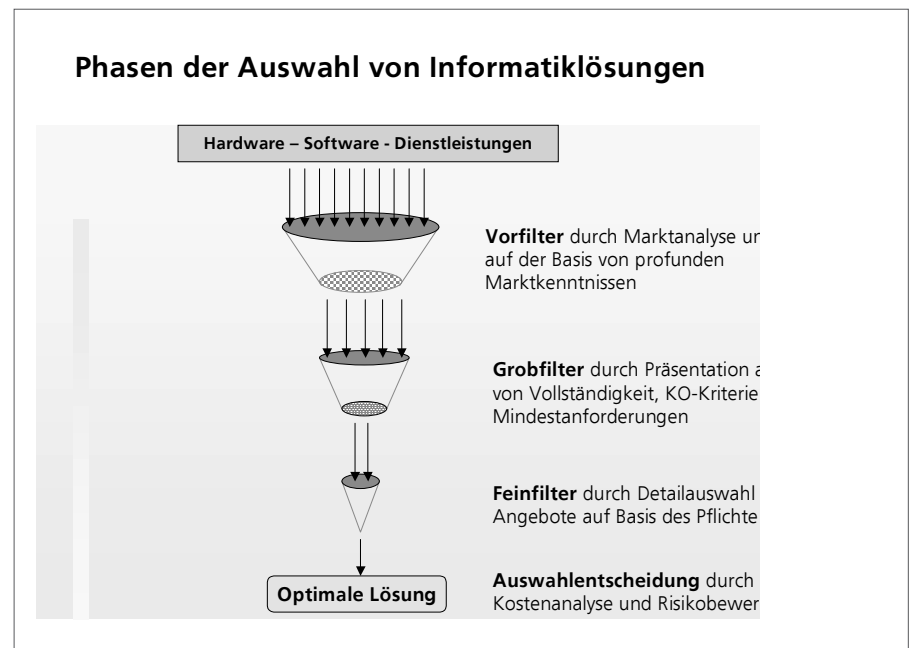 Phasen der Auswahl von Informatiklösungen
Hardware – Software - Dienstleistungen
Vorfilter durch Marktanalyse
auf der Basis von profunden
Marktkenntnissen
Grobfilter durch Präsentation
von Vollständigkeit,
Mindestanforderungen
Feinfilter durch Detailauswahl
Angebote auf Basis des
Auswahlentscheidung durch
Optimale Lösung
Kostenanalyse und